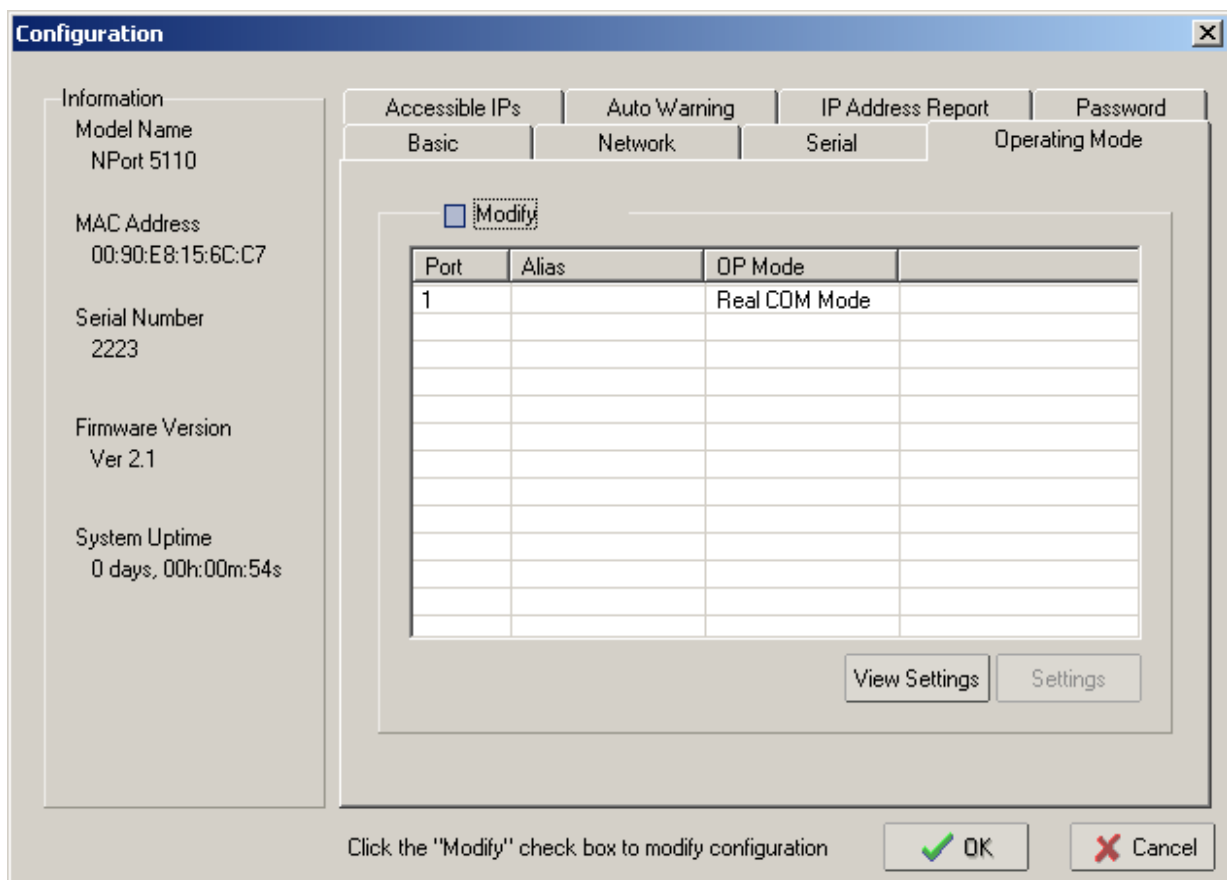 Configuration
Information
Model Name
NPort 5110
MAC Address
00:90:E8:15:6C:C7
Serial Number
2223
Firmware Version
Ver 2.1
System Uptime
0 days, 00h:00m:54s
Accessible IPs Auto Warning IP Address Report Password
Basic Network Serial Operating Mode
Modify
Port Alias OP Mode
1 Real COM Mode
View Settings Settings
Click the "Modify" check box to modify configuration OK Cancel